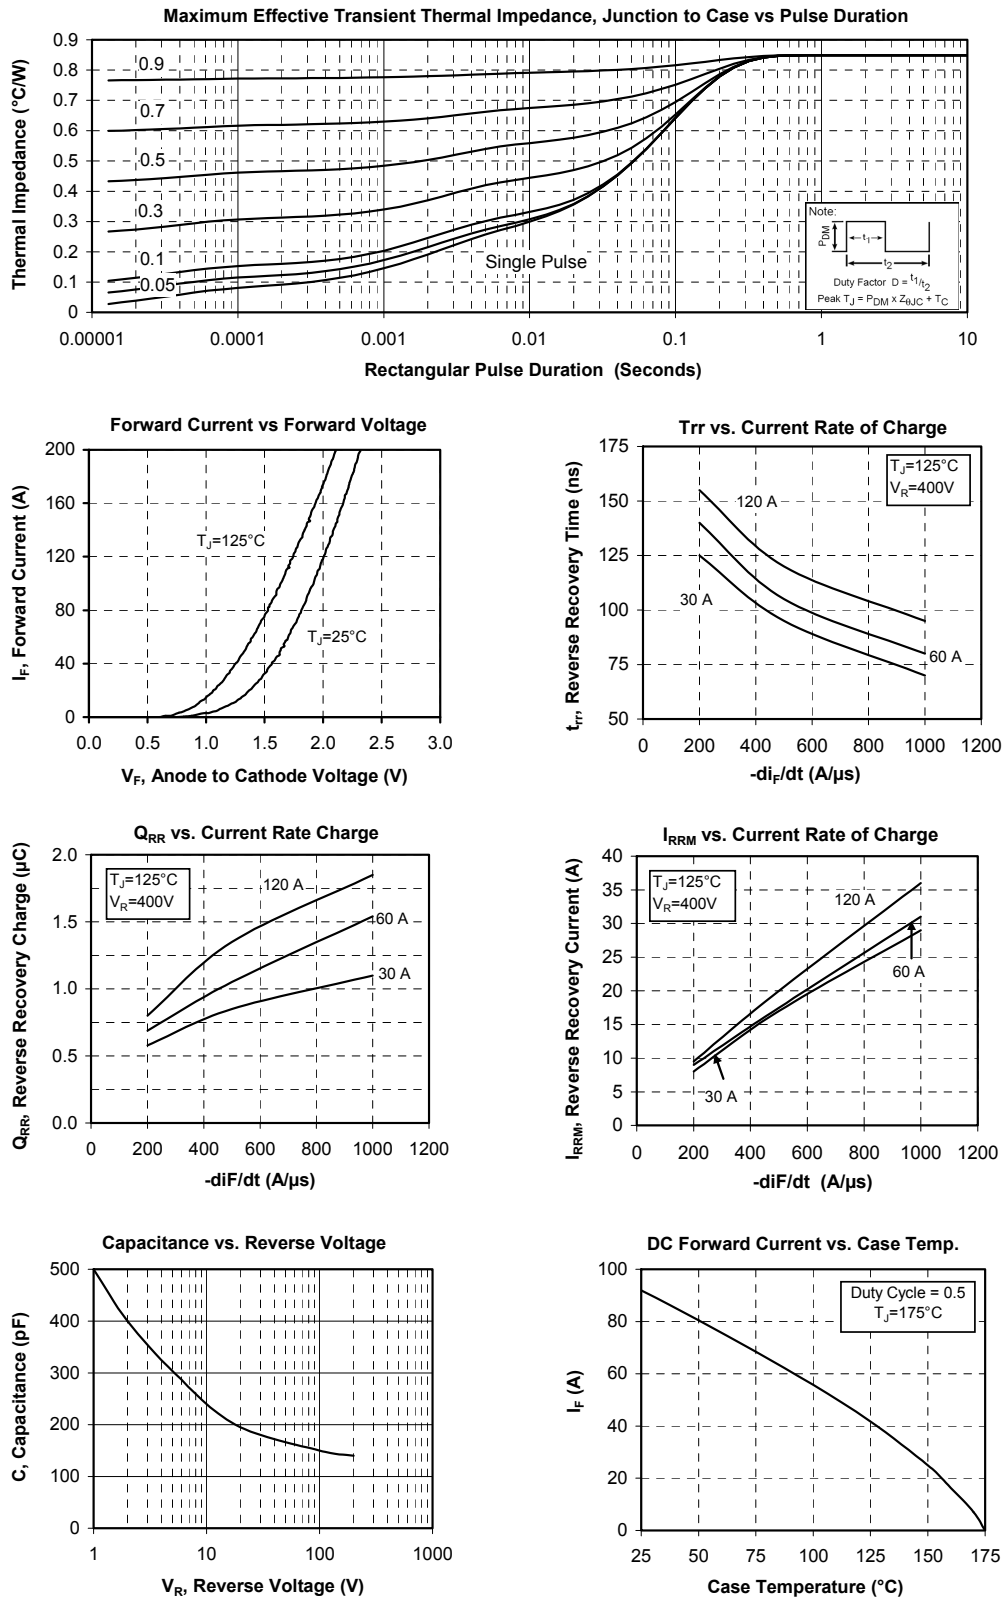 Maximum Effective Transient Thermal Impedance, Junction to Case vs Pulse Duration
Thermal Impedance (°C/W)
0.9
0.8
0.7
0.6
0.5
0.4
0.3
0.2
0.1
0
0.9
0.7
0.5
0.3
0.1
0.05
Single Pulse
Note:
PDM
t1
t2
Duty Factor D = t1/t2
Peak TJ = PDM x ZθJC + TC
0.00001 0.0001 0.001 0.01 0.1 1 10
Rectangular Pulse Duration (Seconds)
Forward Current vs Forward Voltage
IF, Forward Current (A)
200
160
120
80
40
0
TJ=125°C
TJ=25°C
0.0 0.5 1.0 1.5 2.0 2.5 3.0
VF, Anode to Cathode Voltage (V)
Trr vs. Current Rate of Charge
trr, Reverse Recovery Time (ns)
175
150
125
100
75
50
TJ=125°C
VR=400V
120 A
30 A
60 A
0 200 400 600 800 1000 1200
-diF/dt (A/µs)
QRR vs. Current Rate Charge
QRR, Reverse Recovery Charge (µC)
2.0
1.5
1.0
0.5
0.0
TJ=125°C
VR=400V
120 A
60 A
30 A
0 200 400 600 800 1000 1200
-diF/dt (A/µs)
IRRM vs. Current Rate of Charge
IRRM, Reverse Recovery Current (A)
40
35
30
25
20
15
10
5
0
TJ=125°C
VR=400V
120 A
60 A
30 A
0 200 400 600 800 1000 1200
-diF/dt (A/µs)
Capacitance vs. Reverse Voltage
C, Capacitance (pF)
500
400
300
200
100
0
1 10 100 1000
VR, Reverse Voltage (V)
DC Forward Current vs. Case Temp.
IF (A)
100
80
60
40
20
0
Duty Cycle = 0.5
TJ=175°C
25 50 75 100 125 150 175
Case Temperature (°C)